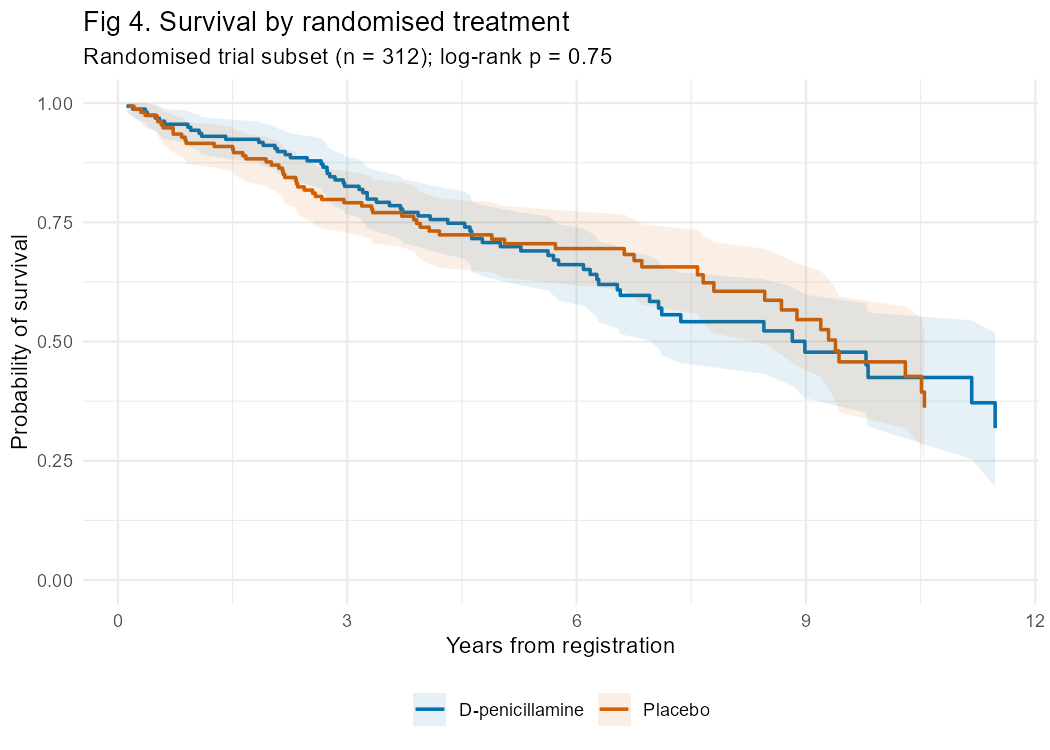 Fig 4. Survival by randomised treatment
Randomised trial subset (n = 312); log-rank p = 0.75
Probability of survival
1.00
0.75
0.50
0.25
0.00
0 3 6 9 12
Years from registration
D-penicillamine Placebo